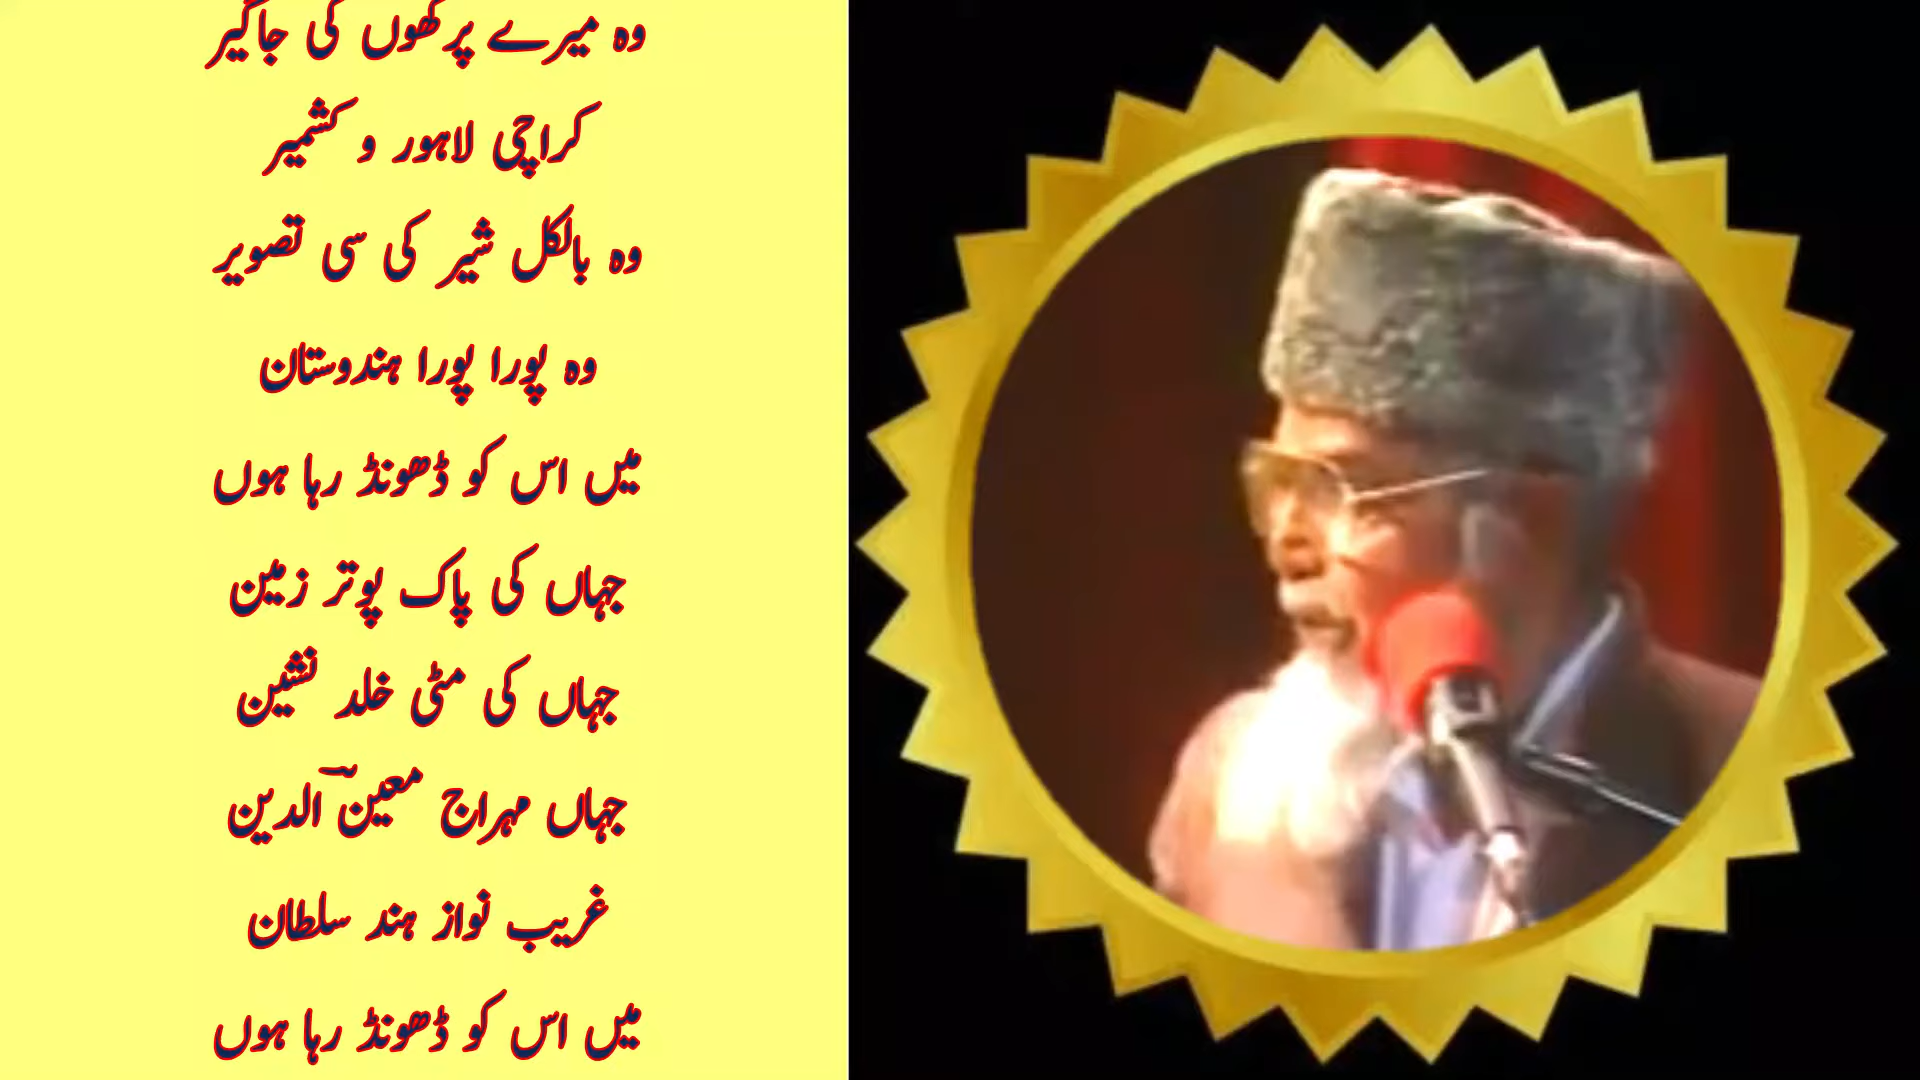 وہ میرے پرکھوں کی جاگیر
کراچی لاہور و کشمیر
وہ بالکل شیر کی سی تصویر
وہ پورا پورا ہندوستان
میں اس کو ڈھونڈ رہا ہوں
جہاں کی پاک پوتر زمین
جہاں کی مٹی خلد نشین
جہاں مہراج معینؔ الدین
غریب نواز ہند سلطان
میں اس کو ڈھونڈ رہا ہوں